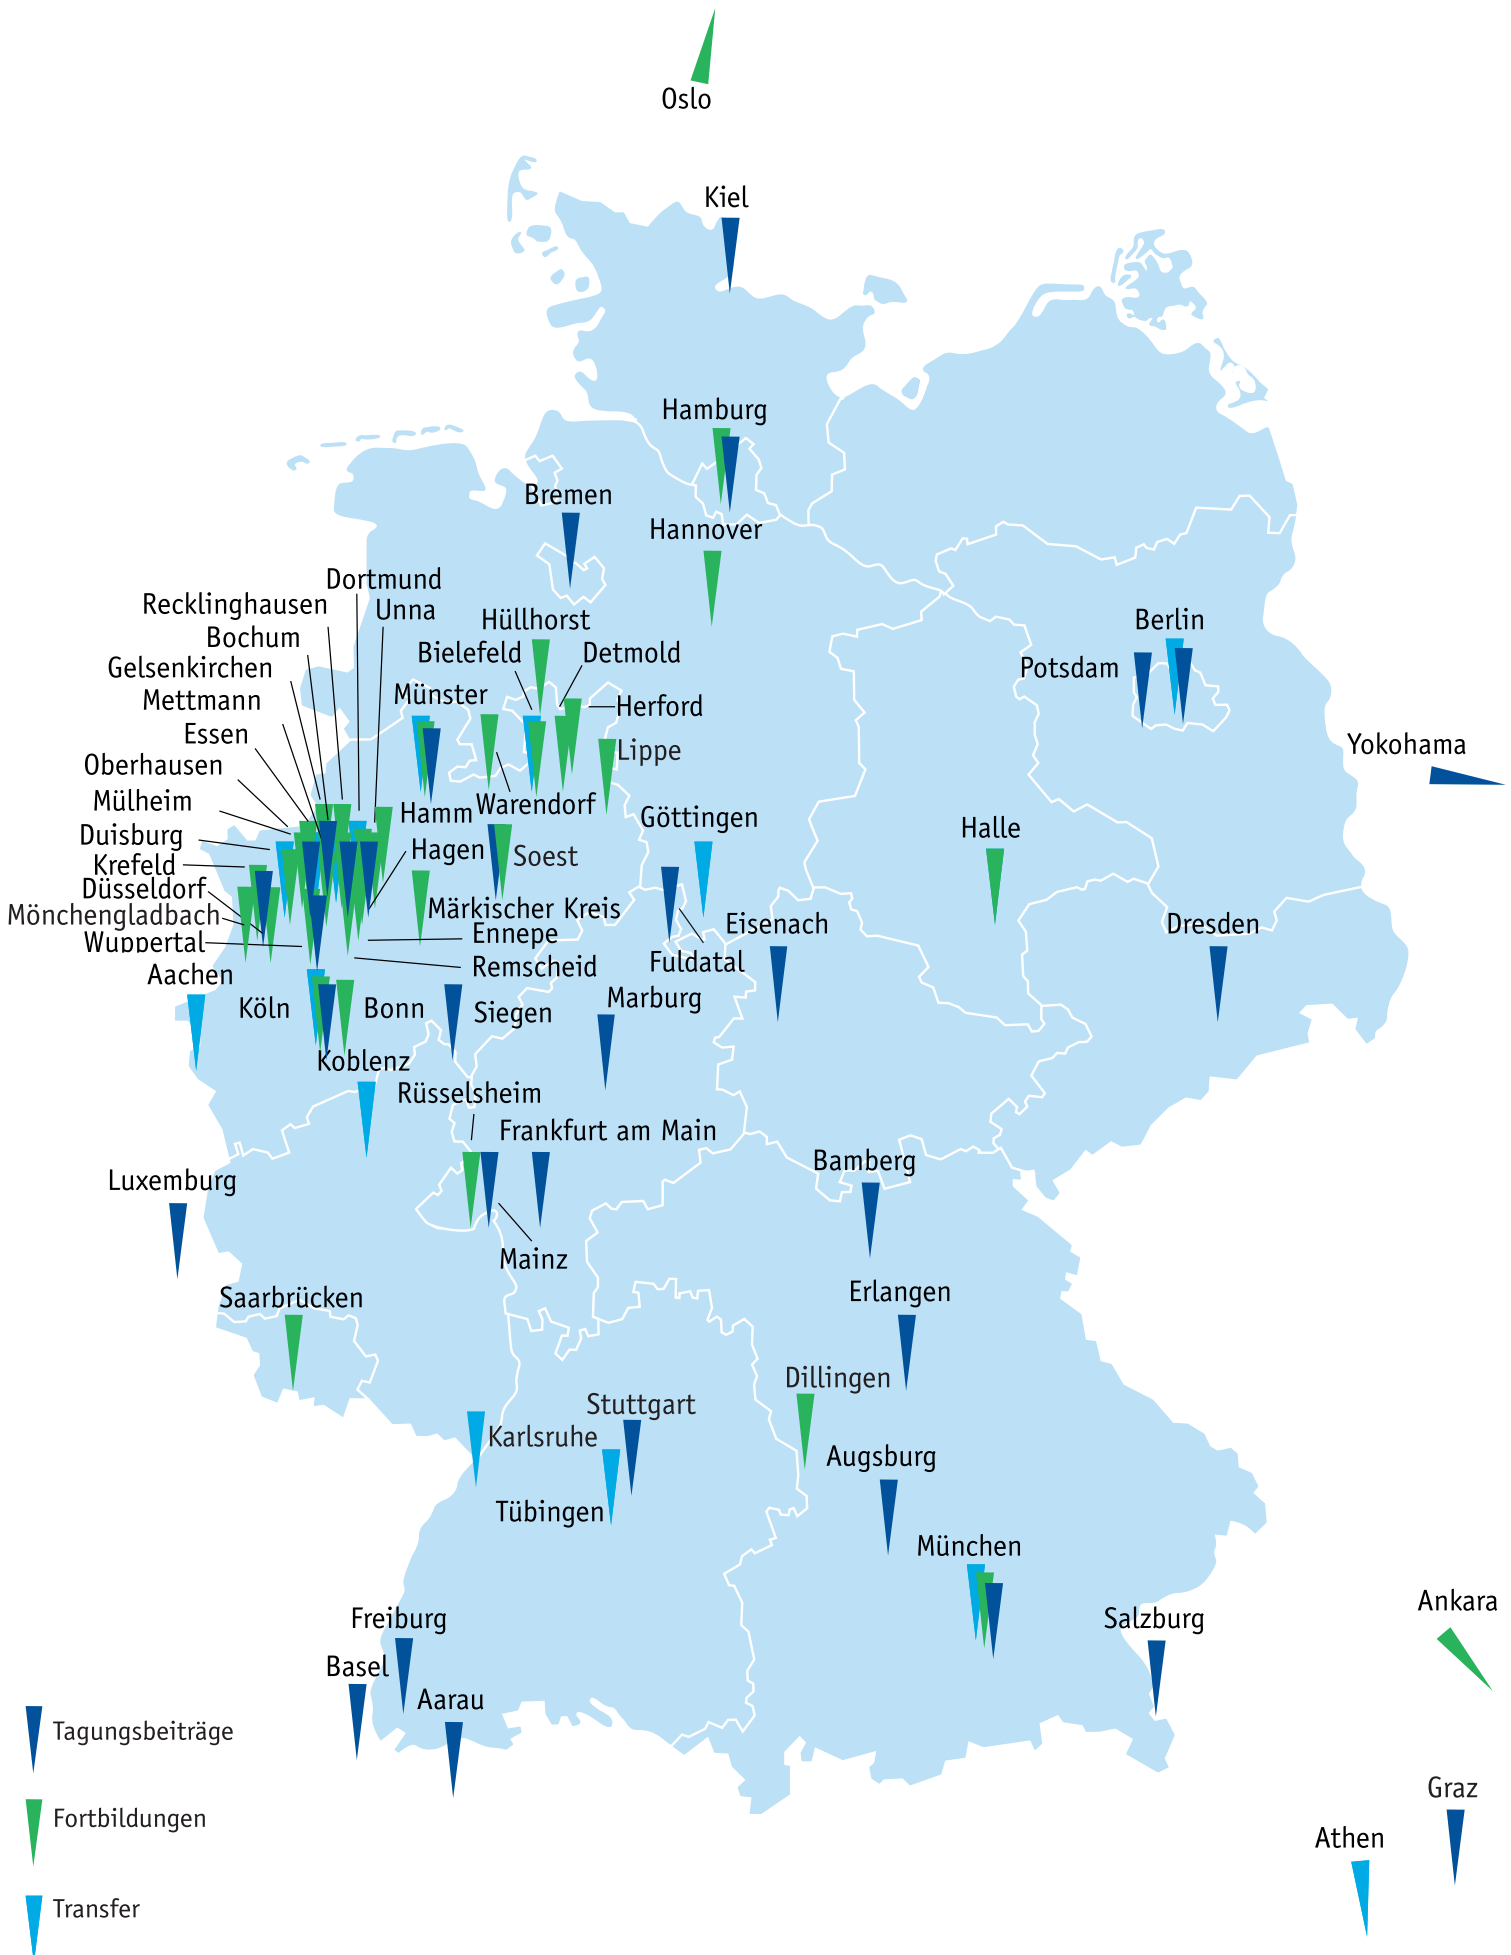 Oslo
Kiel
Hamburg
Bremen
Hannover
Dortmund
Recklinghausen
Unna
Bochum
Hüllhorst
Berlin
Gelsenkirchen
Bielefeld
Detmold
Potsdam
Mettmann
Münster
Herford
Essen
Lippe
Yokohama
Oberhausen
Mülheim
Hamm
Warendorf
Göttingen
Halle
Duisburg
Hagen
Soest
Krefeld
Düsseldorf
Mönchengladbach
Märkischer Kreis
Eisenach
Dresden
Wuppertal
Ennepe
Fuldatal
Aachen
Remscheid
Marburg
Köln
Bonn
Siegen
Koblenz
Rüsselsheim
Frankfurt am Main
Bamberg
Luxemburg
Mainz
Saarbrücken
Erlangen
Dillingen
Stuttgart
Karlsruhe
Augsburg
Tübingen
München
Ankara
Freiburg
Salzburg
Basel
Aarau
Tagungsbeiträge
Graz
Fortbildungen
Athen
Transfer